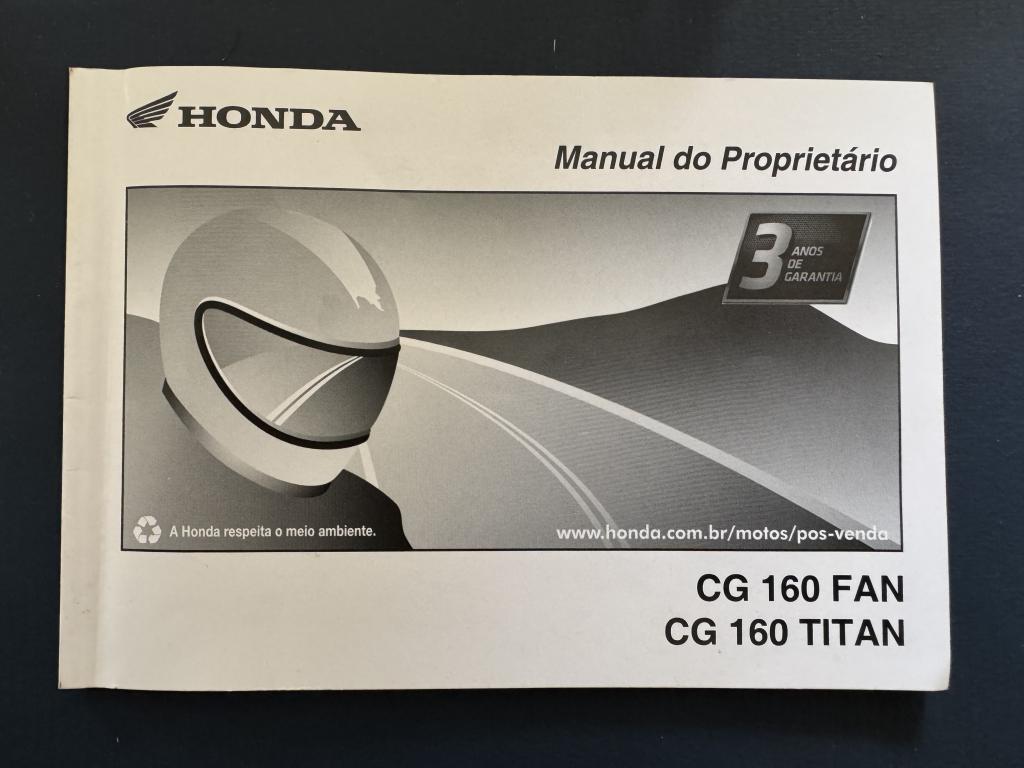 HONDA
Manual do Proprietário
3 ANOS
DE
GARANTIA
A Honda respeita o meio ambiente.
www.honda.com.br/motos/pos-venda
CG 160 FAN
CG 160 TITAN